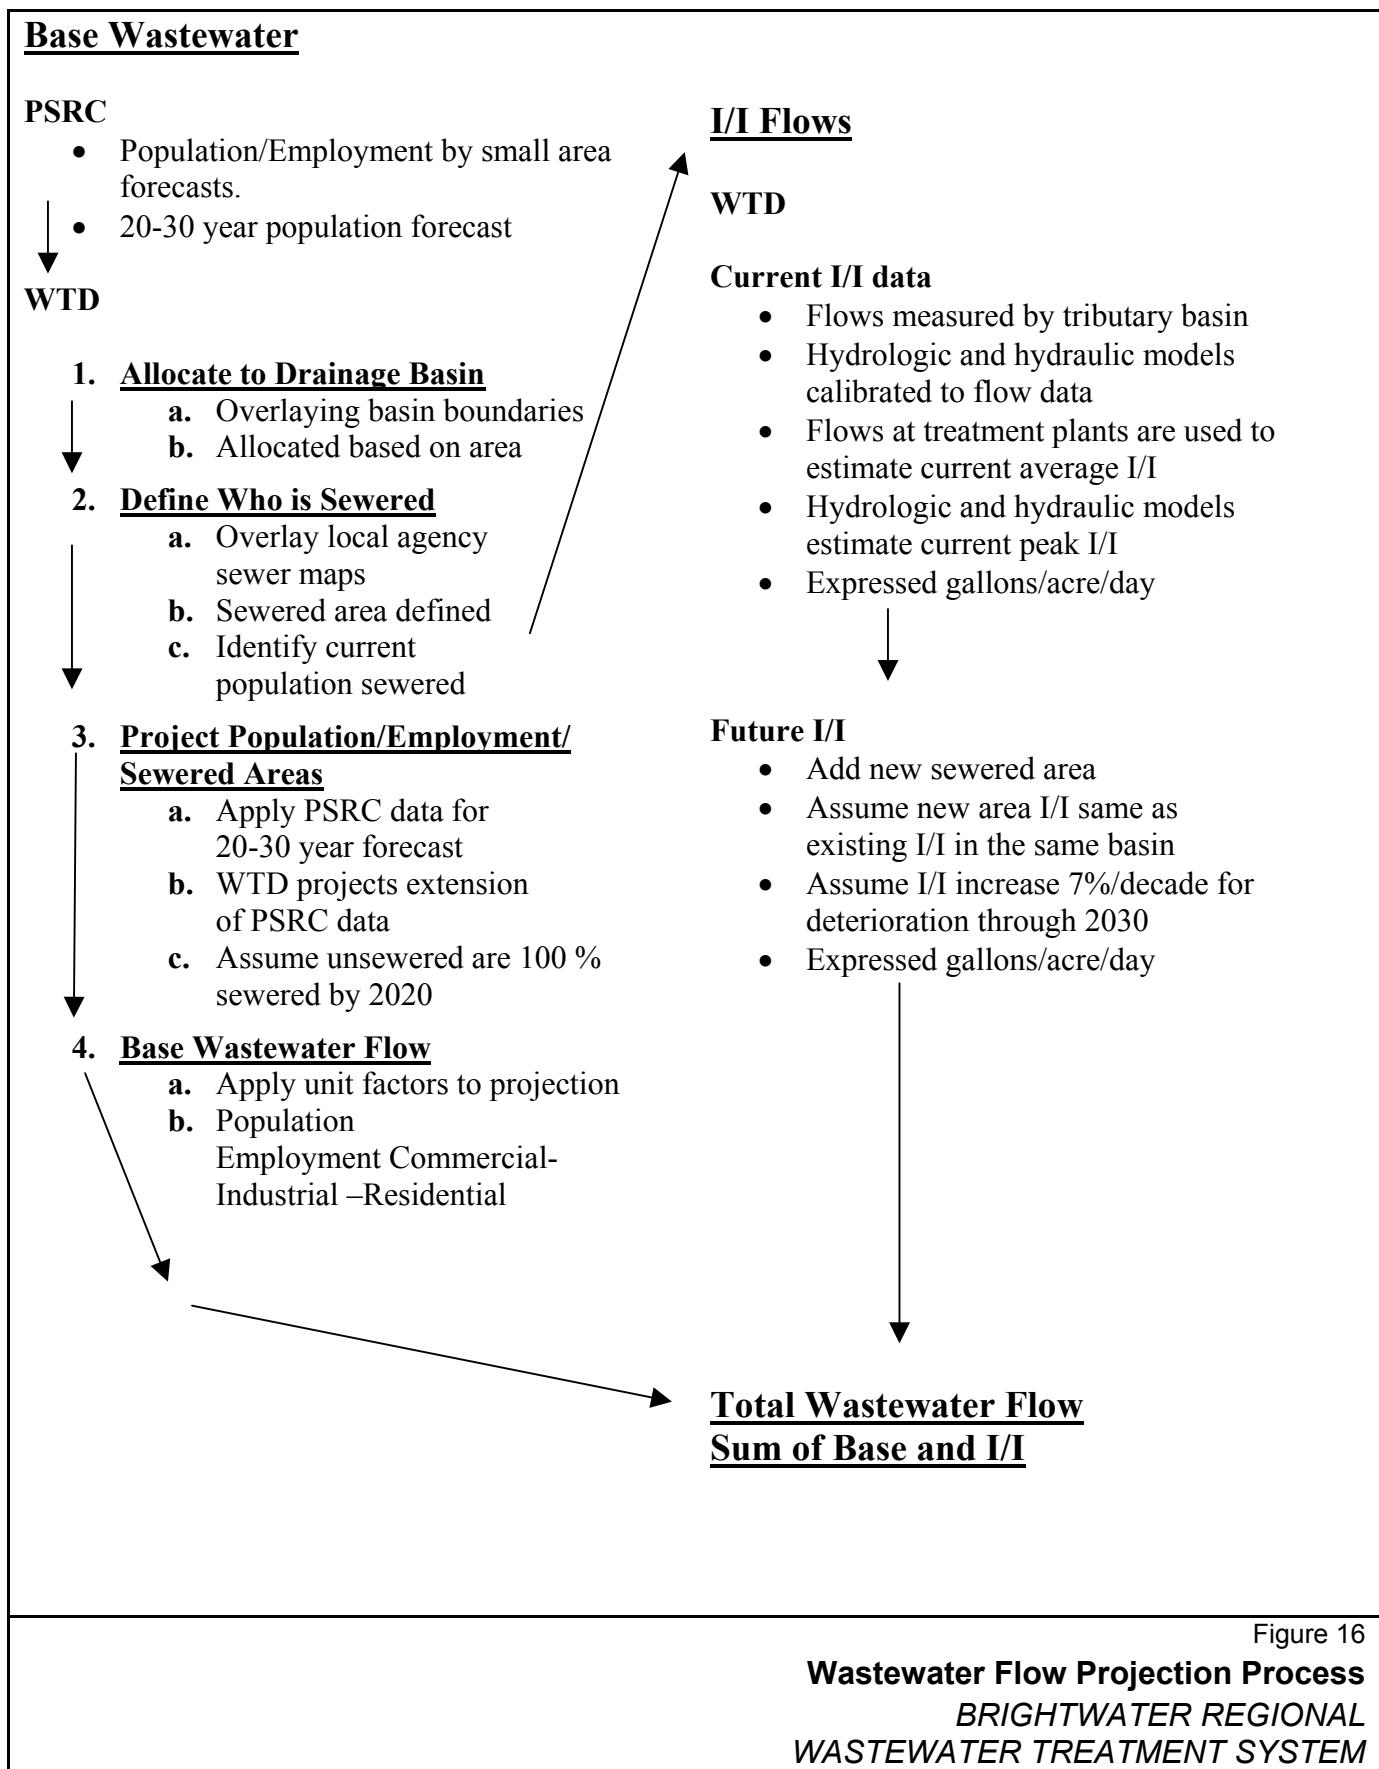 Base Wastewater
PSRC
• Population/Employment by small area
forecasts.
• 20-30 year population forecast
WTD
1. Allocate to Drainage Basin
a. Overlaying basin boundaries
b. Allocated based on area
2. Define Who is Sewered
a. Overlay local agency
sewer maps
b. Sewered area defined
c. Identify current
population sewered
3. Project Population/Employment/
Sewered Areas
a. Apply PSRC data for
20-30 year forecast
b. WTD projects extension
of PSRC data
c. Assume unsewered are 100 %
sewered by 2020
4. Base Wastewater Flow
a. Apply unit factors to projection
b. Population
Employment Commercial-
Industrial –Residential
I/I Flows
WTD
Current I/I data
• Flows measured by tributary basin
• Hydrologic and hydraulic models
calibrated to flow data
• Flows at treatment plants are used to
estimate current average I/I
• Hydrologic and hydraulic models
estimate current peak I/I
• Expressed gallons/acre/day
Future I/I
• Add new sewered area
• Assume new area I/I same as
existing I/I in the same basin
• Assume I/I increase 7%/decade for
deterioration through 2030
• Expressed gallons/acre/day
Total Wastewater Flow
Sum of Base and I/I
Figure 16
Wastewater Flow Projection Process
BRIGHTWATER REGIONAL
WASTEWATER TREATMENT SYSTEM